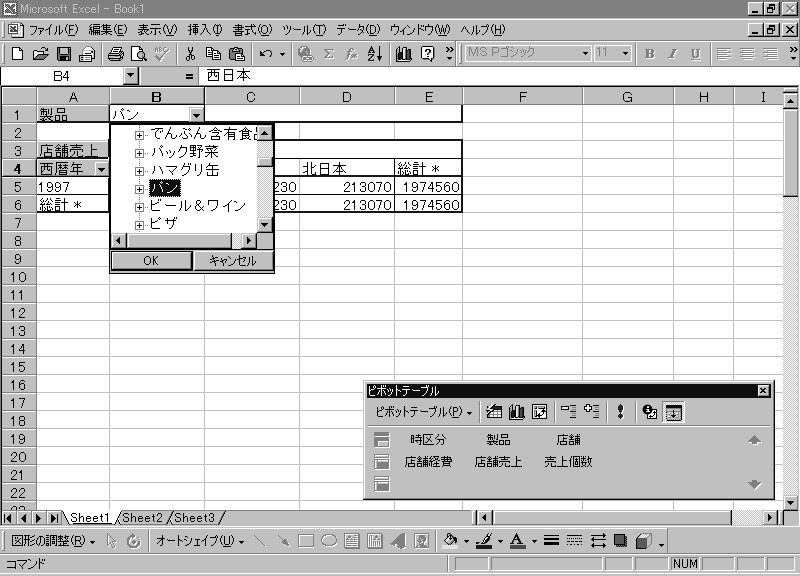 Microsoft Excel - Book1
ファイル(F) 編集(E) 表示(V) 挿入(I) 書式(O) ツール(T) データ(D) ウィンドウ(W) ヘルプ(H)
MS Pゴシック 11 B I U
B4 = 西日本
A B C D E F G H I
1 製品 パン
2 でんぷん含有食品
3 店舗売上 パック野菜
4 西暦年 ハマグリ缶 北日本 総計 *
5 1997 パン 230 213070 1974560
6 総計 * ビール&ワイン 230 213070 1974560
7 ピザ
8
9 OK キャンセル
10
11
12
13
14
15
16
17
18
19
20
21
22
ピボットテーブル
ピボットテーブル(P)
時区分 製品 店舗
店舗経費 店舗売上 売上個数
Sheet1 Sheet2 Sheet3
図形の調整(R) オートシェイプ(U)
コマンド NUM